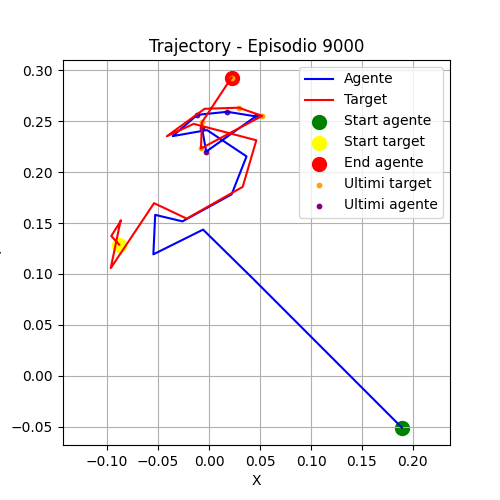 Trajectory - Episodio 9000
Agente
Target
Start agente
Start target
End agente
Ultimi target
Ultimi agente
0.30
0.25
0.20
0.15
0.10
0.05
0.00
−0.05
−0.10 −0.05 0.00 0.05 0.10 0.15 0.20
X